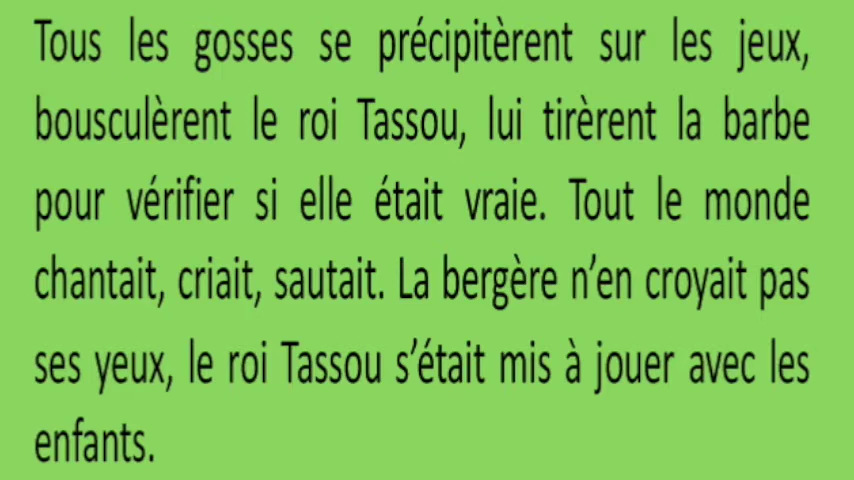 Tous les gosses se précipitèrent sur les jeux,
bousculèrent le roi Tassou, lui tirèrent la barbe
pour vérifier si elle était vraie. Tout le monde
chantait, criait, sautait. La bergère n’en croyait pas
ses yeux, le roi Tassou s’était mis à jouer avec les
enfants.